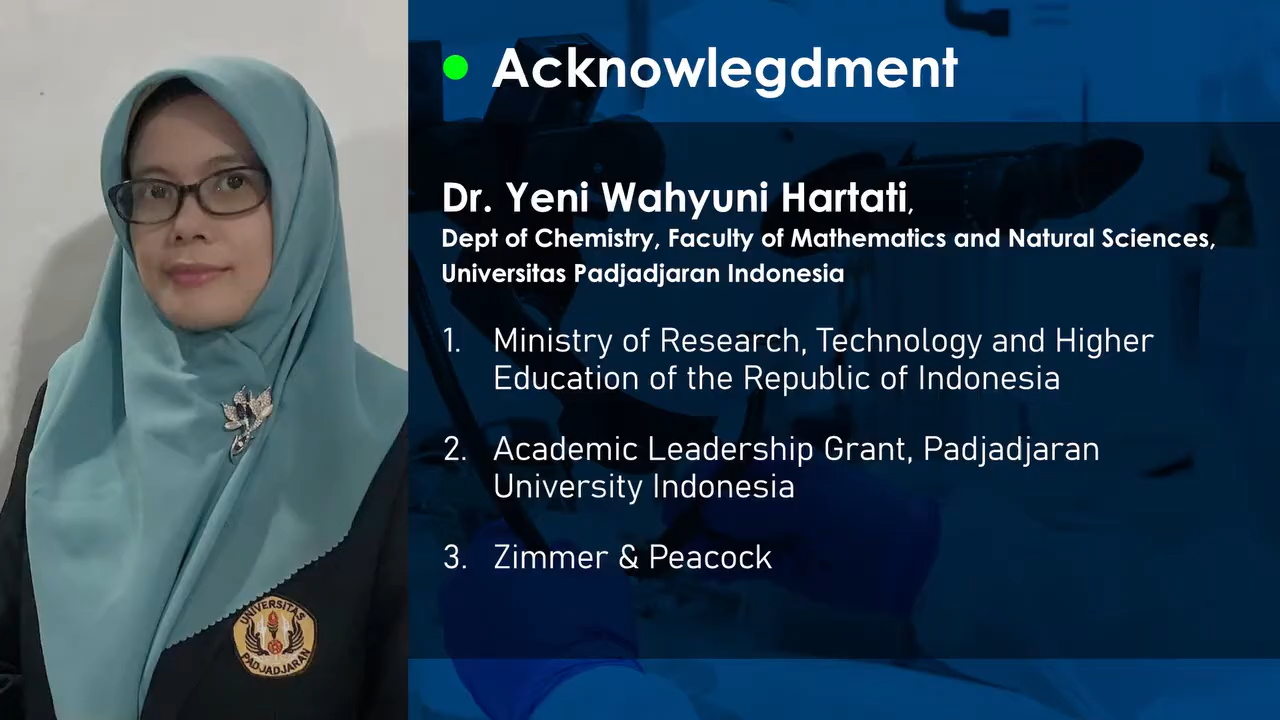 Acknowlegdment
Dr. Yeni Wahyuni Hartati,
Dept of Chemistry, Faculty of Mathematics and Natural Sciences,
Universitas Padjadjaran Indonesia
1. Ministry of Research, Technology and Higher
Education of the Republic of Indonesia
2. Academic Leadership Grant, Padjadjaran
University Indonesia
3. Zimmer & Peacock
UNIVERSITAS
PADJADJARAN